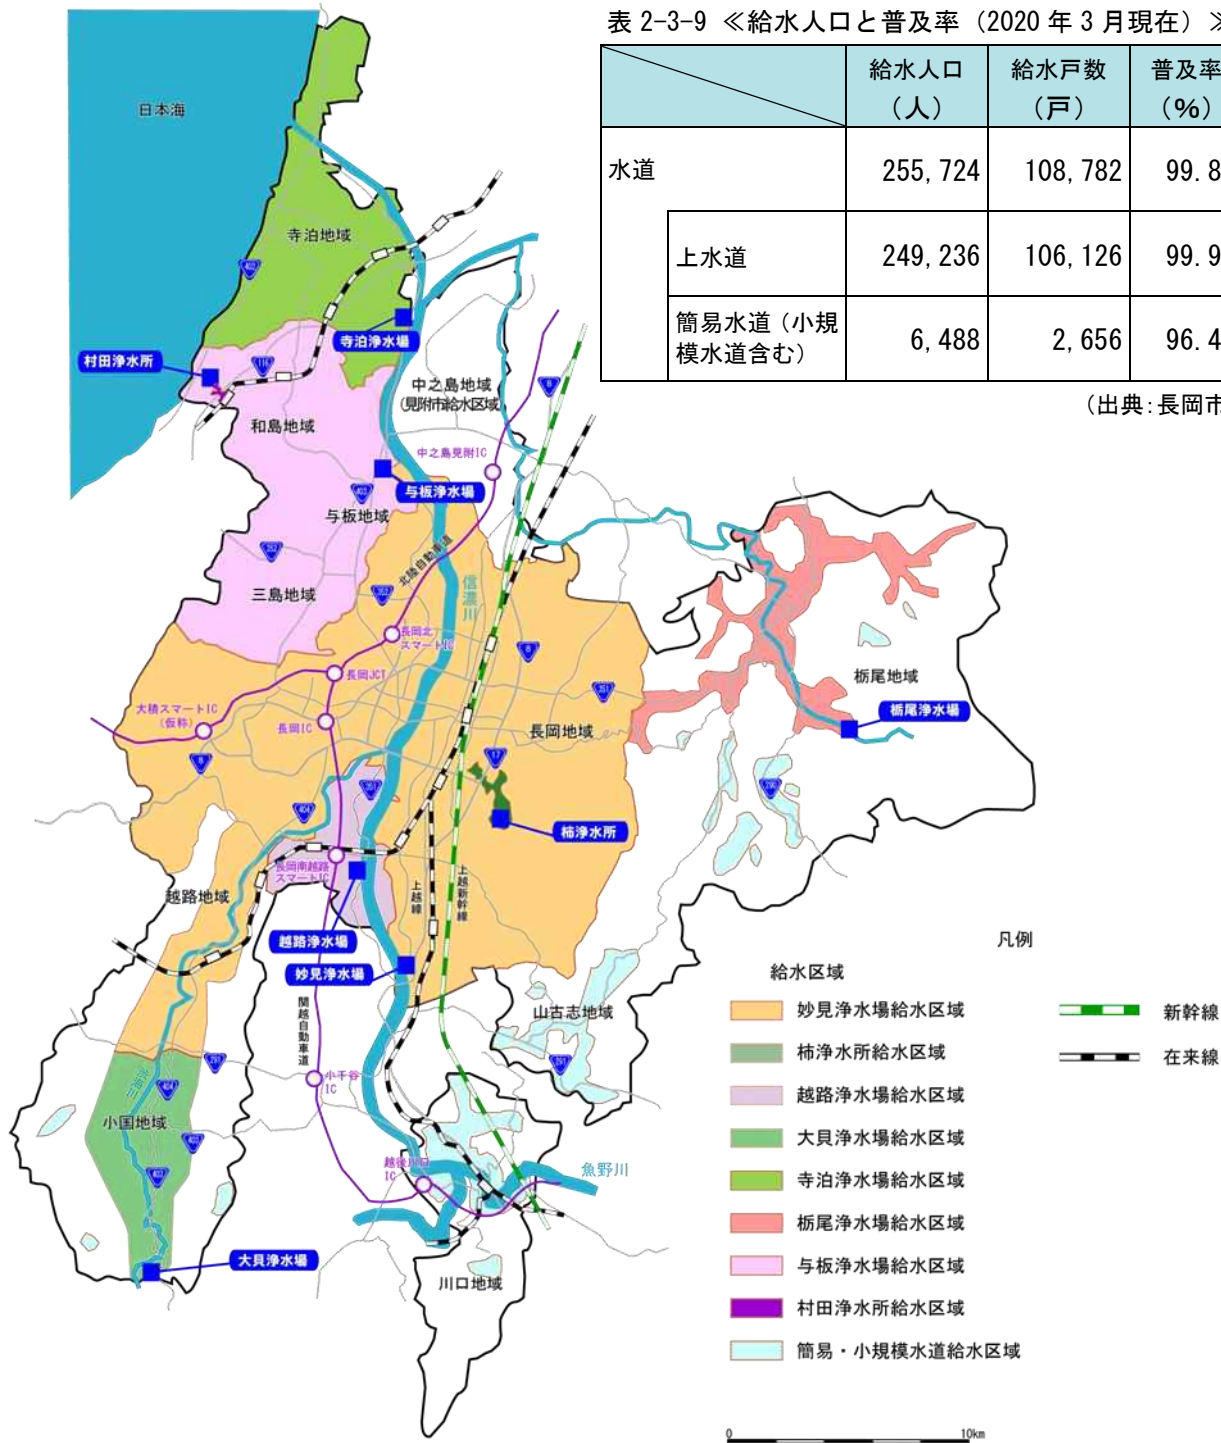 表 2-3-9 ≪給水人口と普及率（2020 年 3 月現在）≫
給水人口（人） 給水戸数（戸） 普及率（%）
水道 255,724 108,782 99.8
上水道 249,236 106,126 99.9
簡易水道（小規模水道含む） 6,488 2,656 96.4
（出典：長岡市
日本海
寺泊地域
402
寺泊浄水場
村田浄水所
116
中之島地域
（見附市給水区域）
8
和島地域
中之島見附IC
与板浄水場
403
与板地域
北陸自動車道
信濃川
352
三島地域
長岡北
スマートIC
8
長岡JCT
351
栃尾地域
大積スマートIC
（仮称）
長岡IC
長岡地域
栃尾浄水場
8
17
351
290
404
柿浄水所
長岡南越路
スマートIC
越路地域
上越線
上越新幹線
越路浄水場
妙見浄水場
関越自動車道
山古志地域
291
291
小千谷
IC
404
小国地域
403
403
越後川口
IC
魚野川
大貝浄水場
川口地域
凡例
給水区域
妙見浄水場給水区域
柿浄水所給水区域
越路浄水場給水区域
大貝浄水場給水区域
寺泊浄水場給水区域
栃尾浄水場給水区域
与板浄水場給水区域
村田浄水所給水区域
簡易・小規模水道給水区域
新幹線
在来線
0 10km